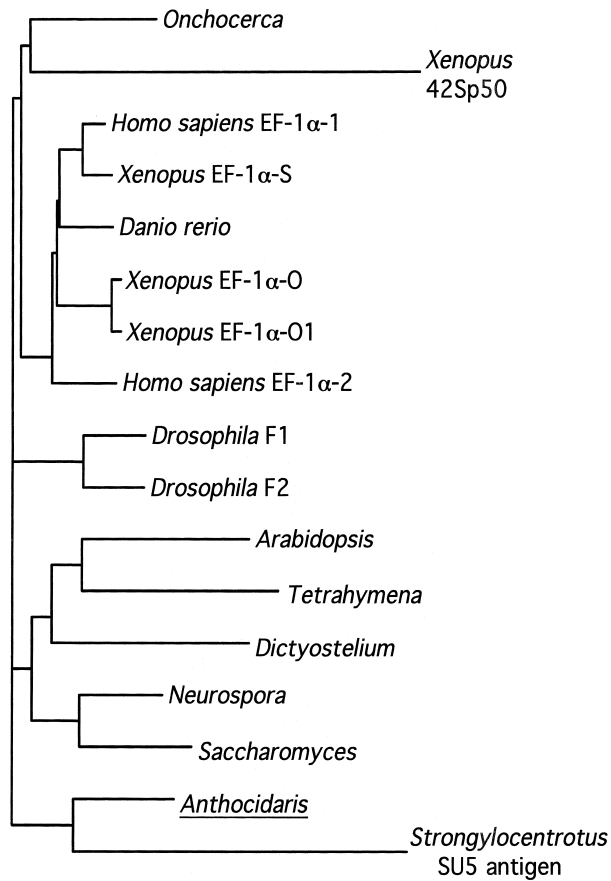 Onchocerca
Xenopus
42Sp50
Homo sapiens EF-1α-1
Xenopus EF-1α-S
Danio rerio
Xenopus EF-1α-O
Xenopus EF-1α-O1
Homo sapiens EF-1α-2
Drosophila F1
Drosophila F2
Arabidopsis
Tetrahymena
Dictyostelium
Neurospora
Saccharomyces
Anthocidaris
Strongylocentrotus
SU5 antigen